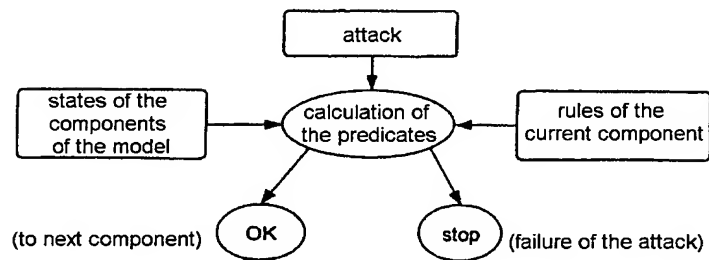 attack
states of the
components
of the model
calculation of
the predicates
rules of the
current component
(to next component)
OK
stop
(failure of the attack)